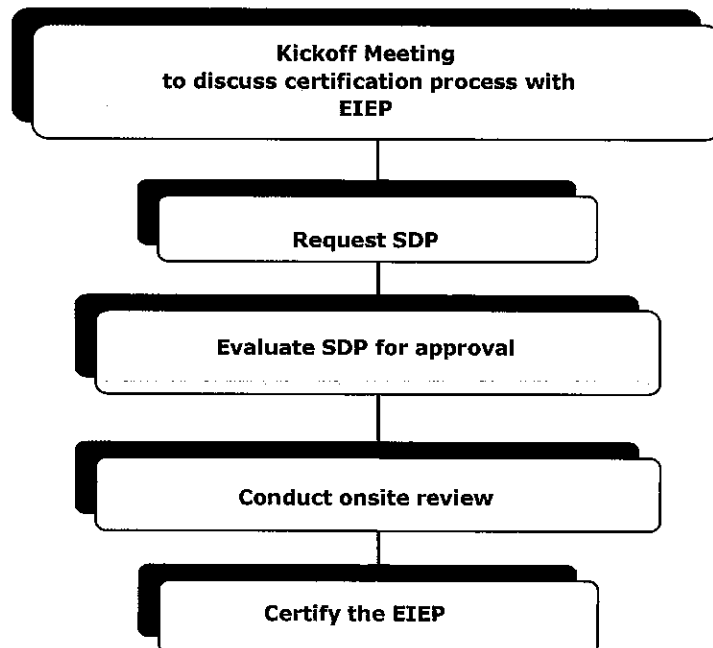 Kickoff Meeting
to discuss certification process with
EIEP
Request SDP
Evaluate SDP for approval
Conduct onsite review
Certify the EIEP